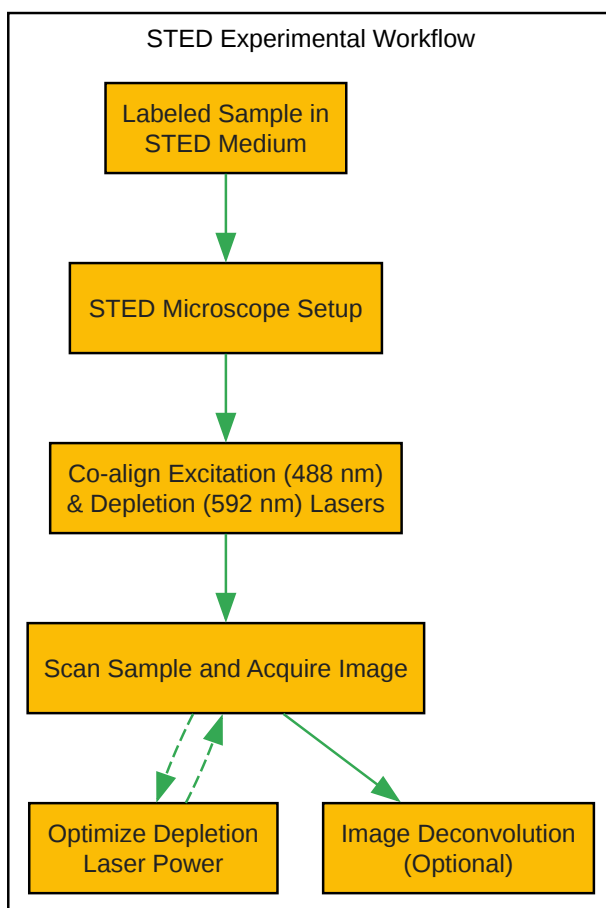 STED Experimental Workflow
Labeled Sample in
STED Medium
STED Microscope Setup
Co-align Excitation (488 nm)
& Depletion (592 nm) Lasers
Scan Sample and Acquire Image
Optimize Depletion
Laser Power
Image Deconvolution
(Optional)